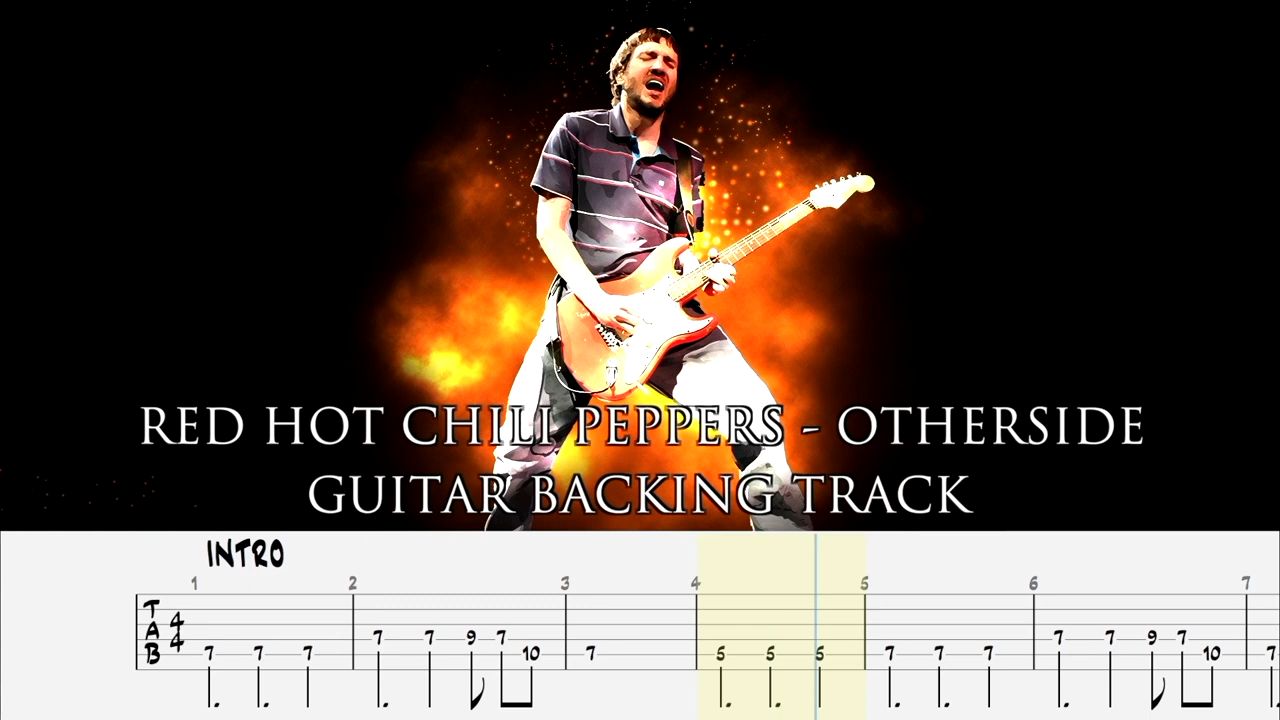 RED HOT CHILI PEPPERS - OTHERSIDE
GUITAR BACKING TRACK
INTRO
1 2 3 4 5 6 7
T
A
B
4
4
7 7 9 7 7 7 9 7
7 7 7 10 7 5 5 5 7 7 7 10 7